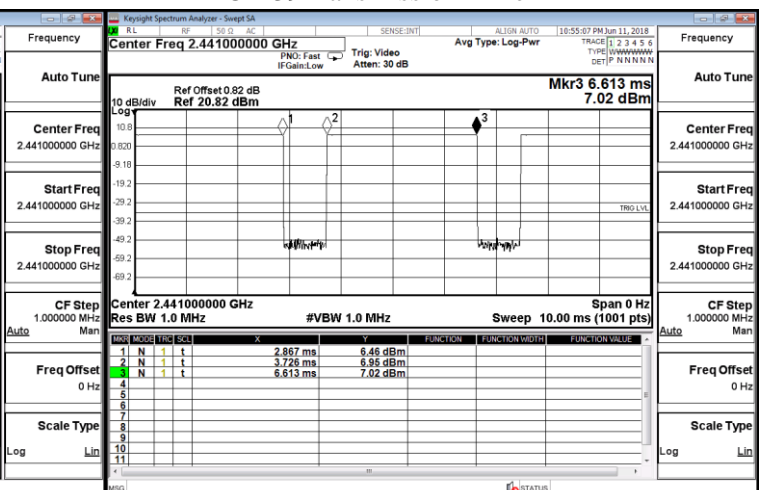 Keysight Spectrum Analyzer - Swept SA
RL RF 50 Ω AC SENSE:INT ALIGN AUTO 10:55:07 PM Jun 11, 2018
Center Freq 2.441000000 GHz
PNO: Fast
IFGain:Low
Trig: Video
Atten: 30 dB
Avg Type: Log-Pwr
TRACE 1 2 3 4 5 6
TYPE WWWWWW
DET P N N N N N
Frequency
Auto Tune
Center Freq
2.441000000 GHz
Start Freq
2.441000000 GHz
Stop Freq
2.441000000 GHz
CF Step
1.000000 MHz
Auto Man
Freq Offset
0 Hz
Scale Type
Log Lin
Mkr3 6.613 ms
7.02 dBm
Ref Offset 0.82 dB
10 dB/div Ref 20.82 dBm
Log
10.8
0.820
-9.18
-19.2
-29.2
-39.2
-49.2
-59.2
-69.2
1
2
3
TRIG LVL
Center 2.441000000 GHz Span 0 Hz
Res BW 1.0 MHz #VBW 1.0 MHz Sweep 10.00 ms (1001 pts)
MKR MODE TRC SCL X Y FUNCTION FUNCTION WIDTH FUNCTION VALUE
1 N 1 t 2.867 ms 6.46 dBm
2 N 1 t 3.726 ms 6.95 dBm
3 N 1 t 6.613 ms 7.02 dBm
4
5
6
7
8
9
10
11
MSG STATUS
Frequency
Auto Tune
Center Freq
2.441000000 GHz
Start Freq
2.441000000 GHz
Stop Freq
2.441000000 GHz
CF Step
1.000000 MHz
Auto Man
Freq Offset
0 Hz
Scale Type
Log Lin